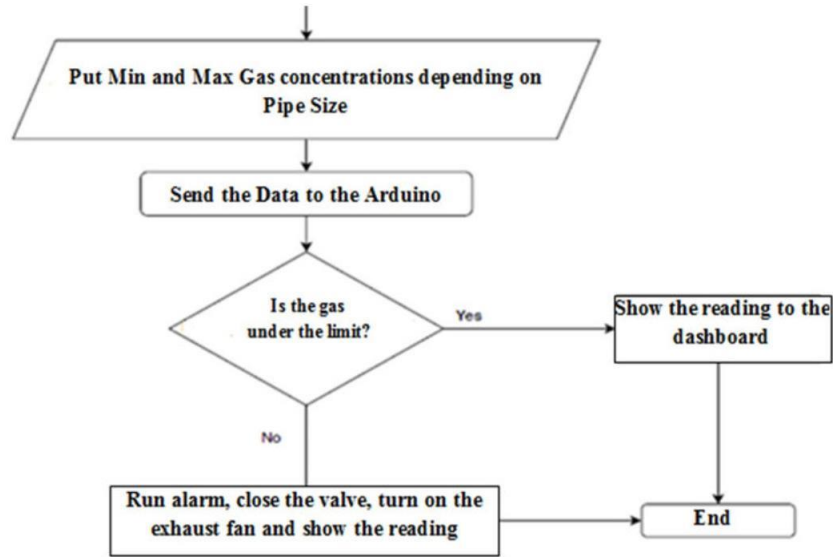 Put Min and Max Gas concentrations depending on
Pipe Size
Send the Data to the Arduino
Is the gas
under the limit?
Yes
Show the reading to the
dashboard
No
Run alarm, close the valve, turn on the
exhaust fan and show the reading
End